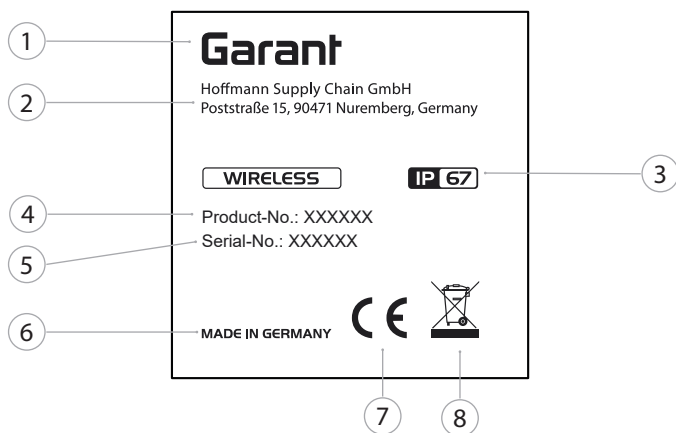 1
Garant
2
Hoffmann Supply Chain GmbH
Poststraße 15, 90471 Nuremberg, Germany
WIRELESS
IP 67
3
4
Product-No.: XXXXXX
5
Serial-No.: XXXXXX
6
MADE IN GERMANY
CE
7
8